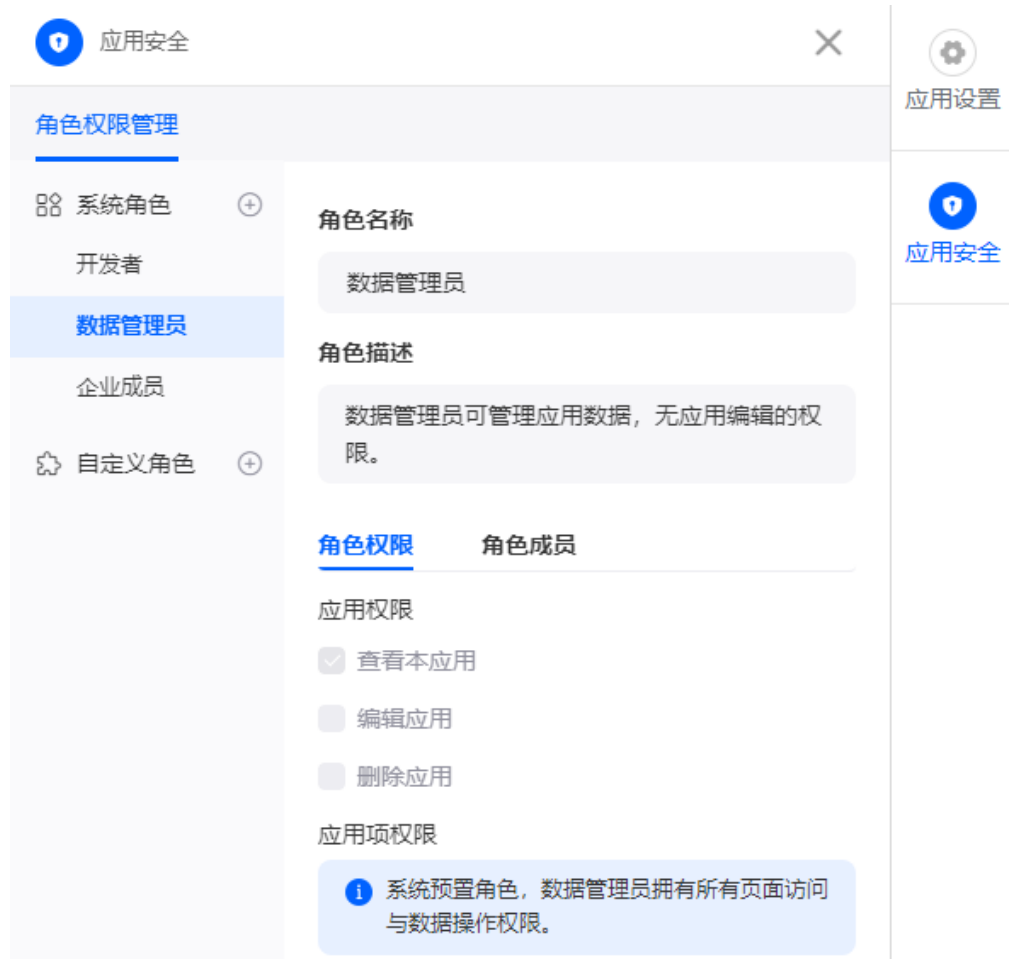 应用安全
应用设置
应用安全
角色权限管理
系统角色
开发者
数据管理员
企业成员
自定义角色
角色名称
数据管理员
角色描述
数据管理员可管理应用数据，无应用编辑的权
限。
角色权限 角色成员
应用权限
查看本应用
编辑应用
删除应用
应用项权限
系统预置角色，数据管理员拥有所有页面访问
与数据操作权限。